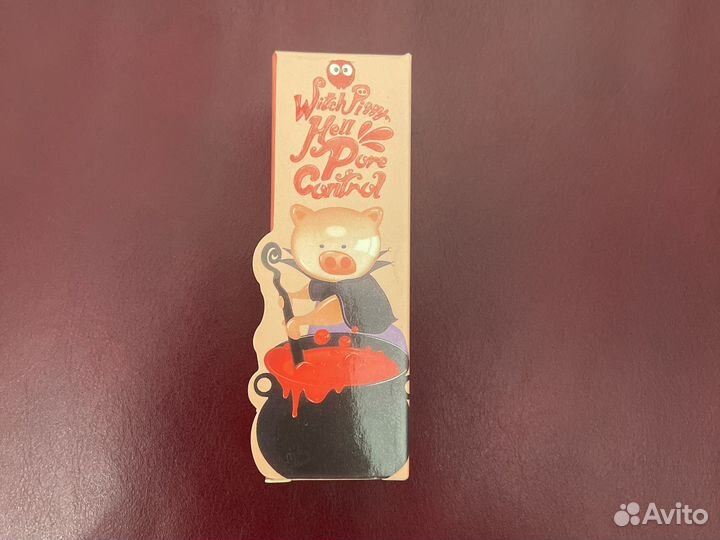 Witch Piggy
Hell
Pore
Control
Avito